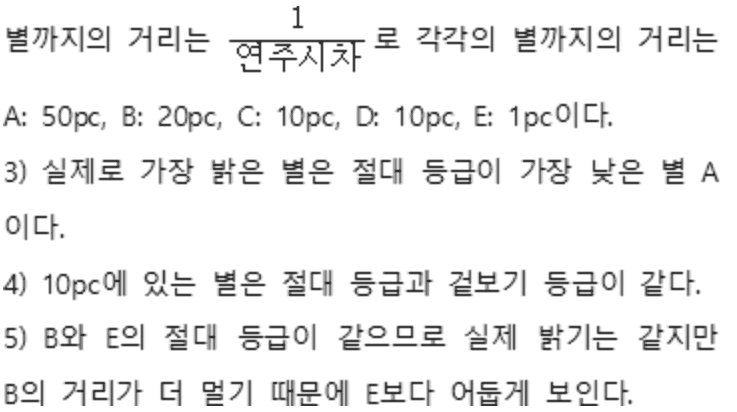 별까지의 거리는 1/연주시차 로 각각의 별까지의 거리는
A: 50pc, B: 20pc, C: 10pc, D: 10pc, E: 1pc이다.
3) 실제로 가장 밝은 별은 절대 등급이 가장 낮은 별 A
이다.
4) 10pc에 있는 별은 절대 등급과 겉보기 등급이 같다.
5) B와 E의 절대 등급이 같으므로 실제 밝기는 같지만
B의 거리가 더 멀기 때문에 E보다 어둡게 보인다.